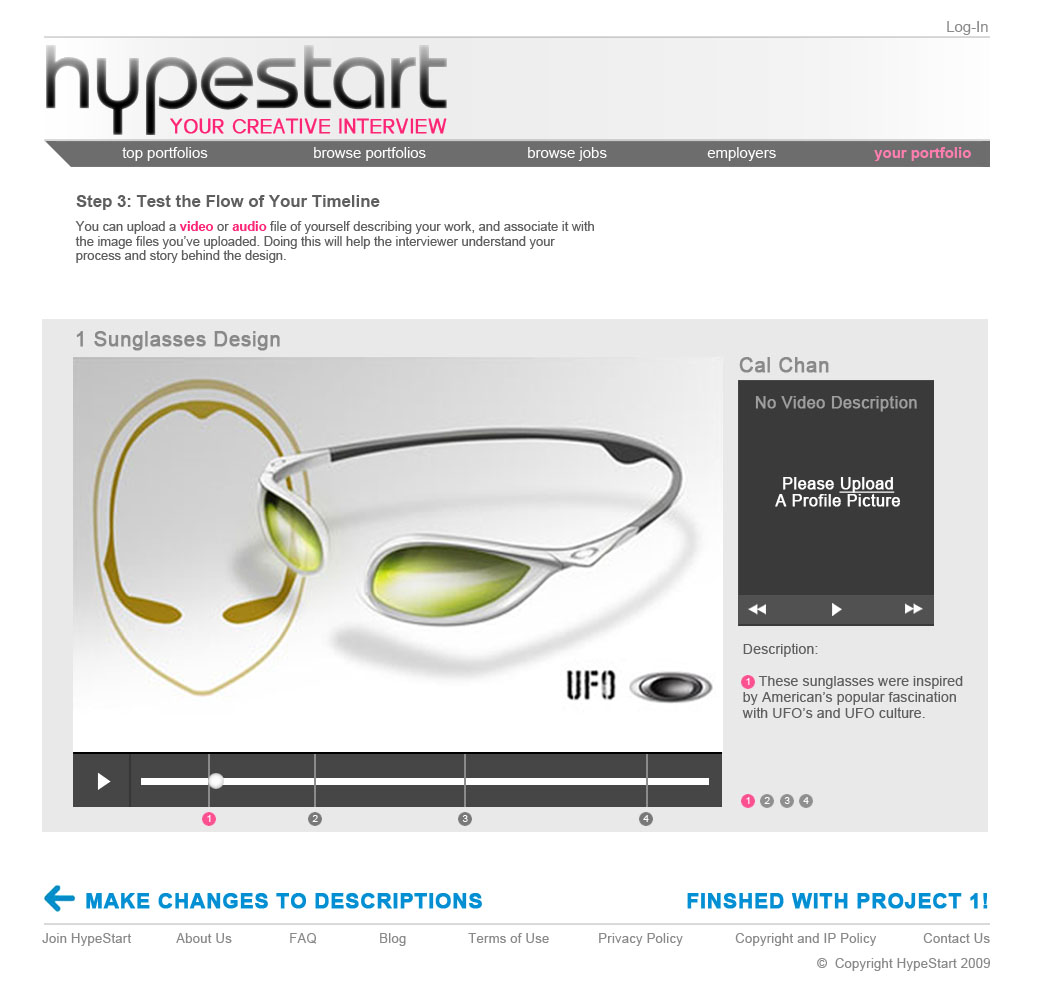 Log-In
hypestart
YOUR CREATIVE INTERVIEW
top portfolios browse portfolios browse jobs employers your portfolio
Step 3: Test the Flow of Your Timeline
You can upload a video or audio file of yourself describing your work, and associate it with
the image files you’ve uploaded. Doing this will help the interviewer understand your
process and story behind the design.
1 Sunglasses Design
Cal Chan
No Video Description
Please Upload
A Profile Picture
UFO
Description:
1 These sunglasses were inspired
by American’s popular fascination
with UFO’s and UFO culture.
1 2 3 4
1 2 3 4
MAKE CHANGES TO DESCRIPTIONS
FINSHED WITH PROJECT 1!
Join HypeStart About Us FAQ Blog Terms of Use Privacy Policy Copyright and IP Policy Contact Us
© Copyright HypeStart 2009